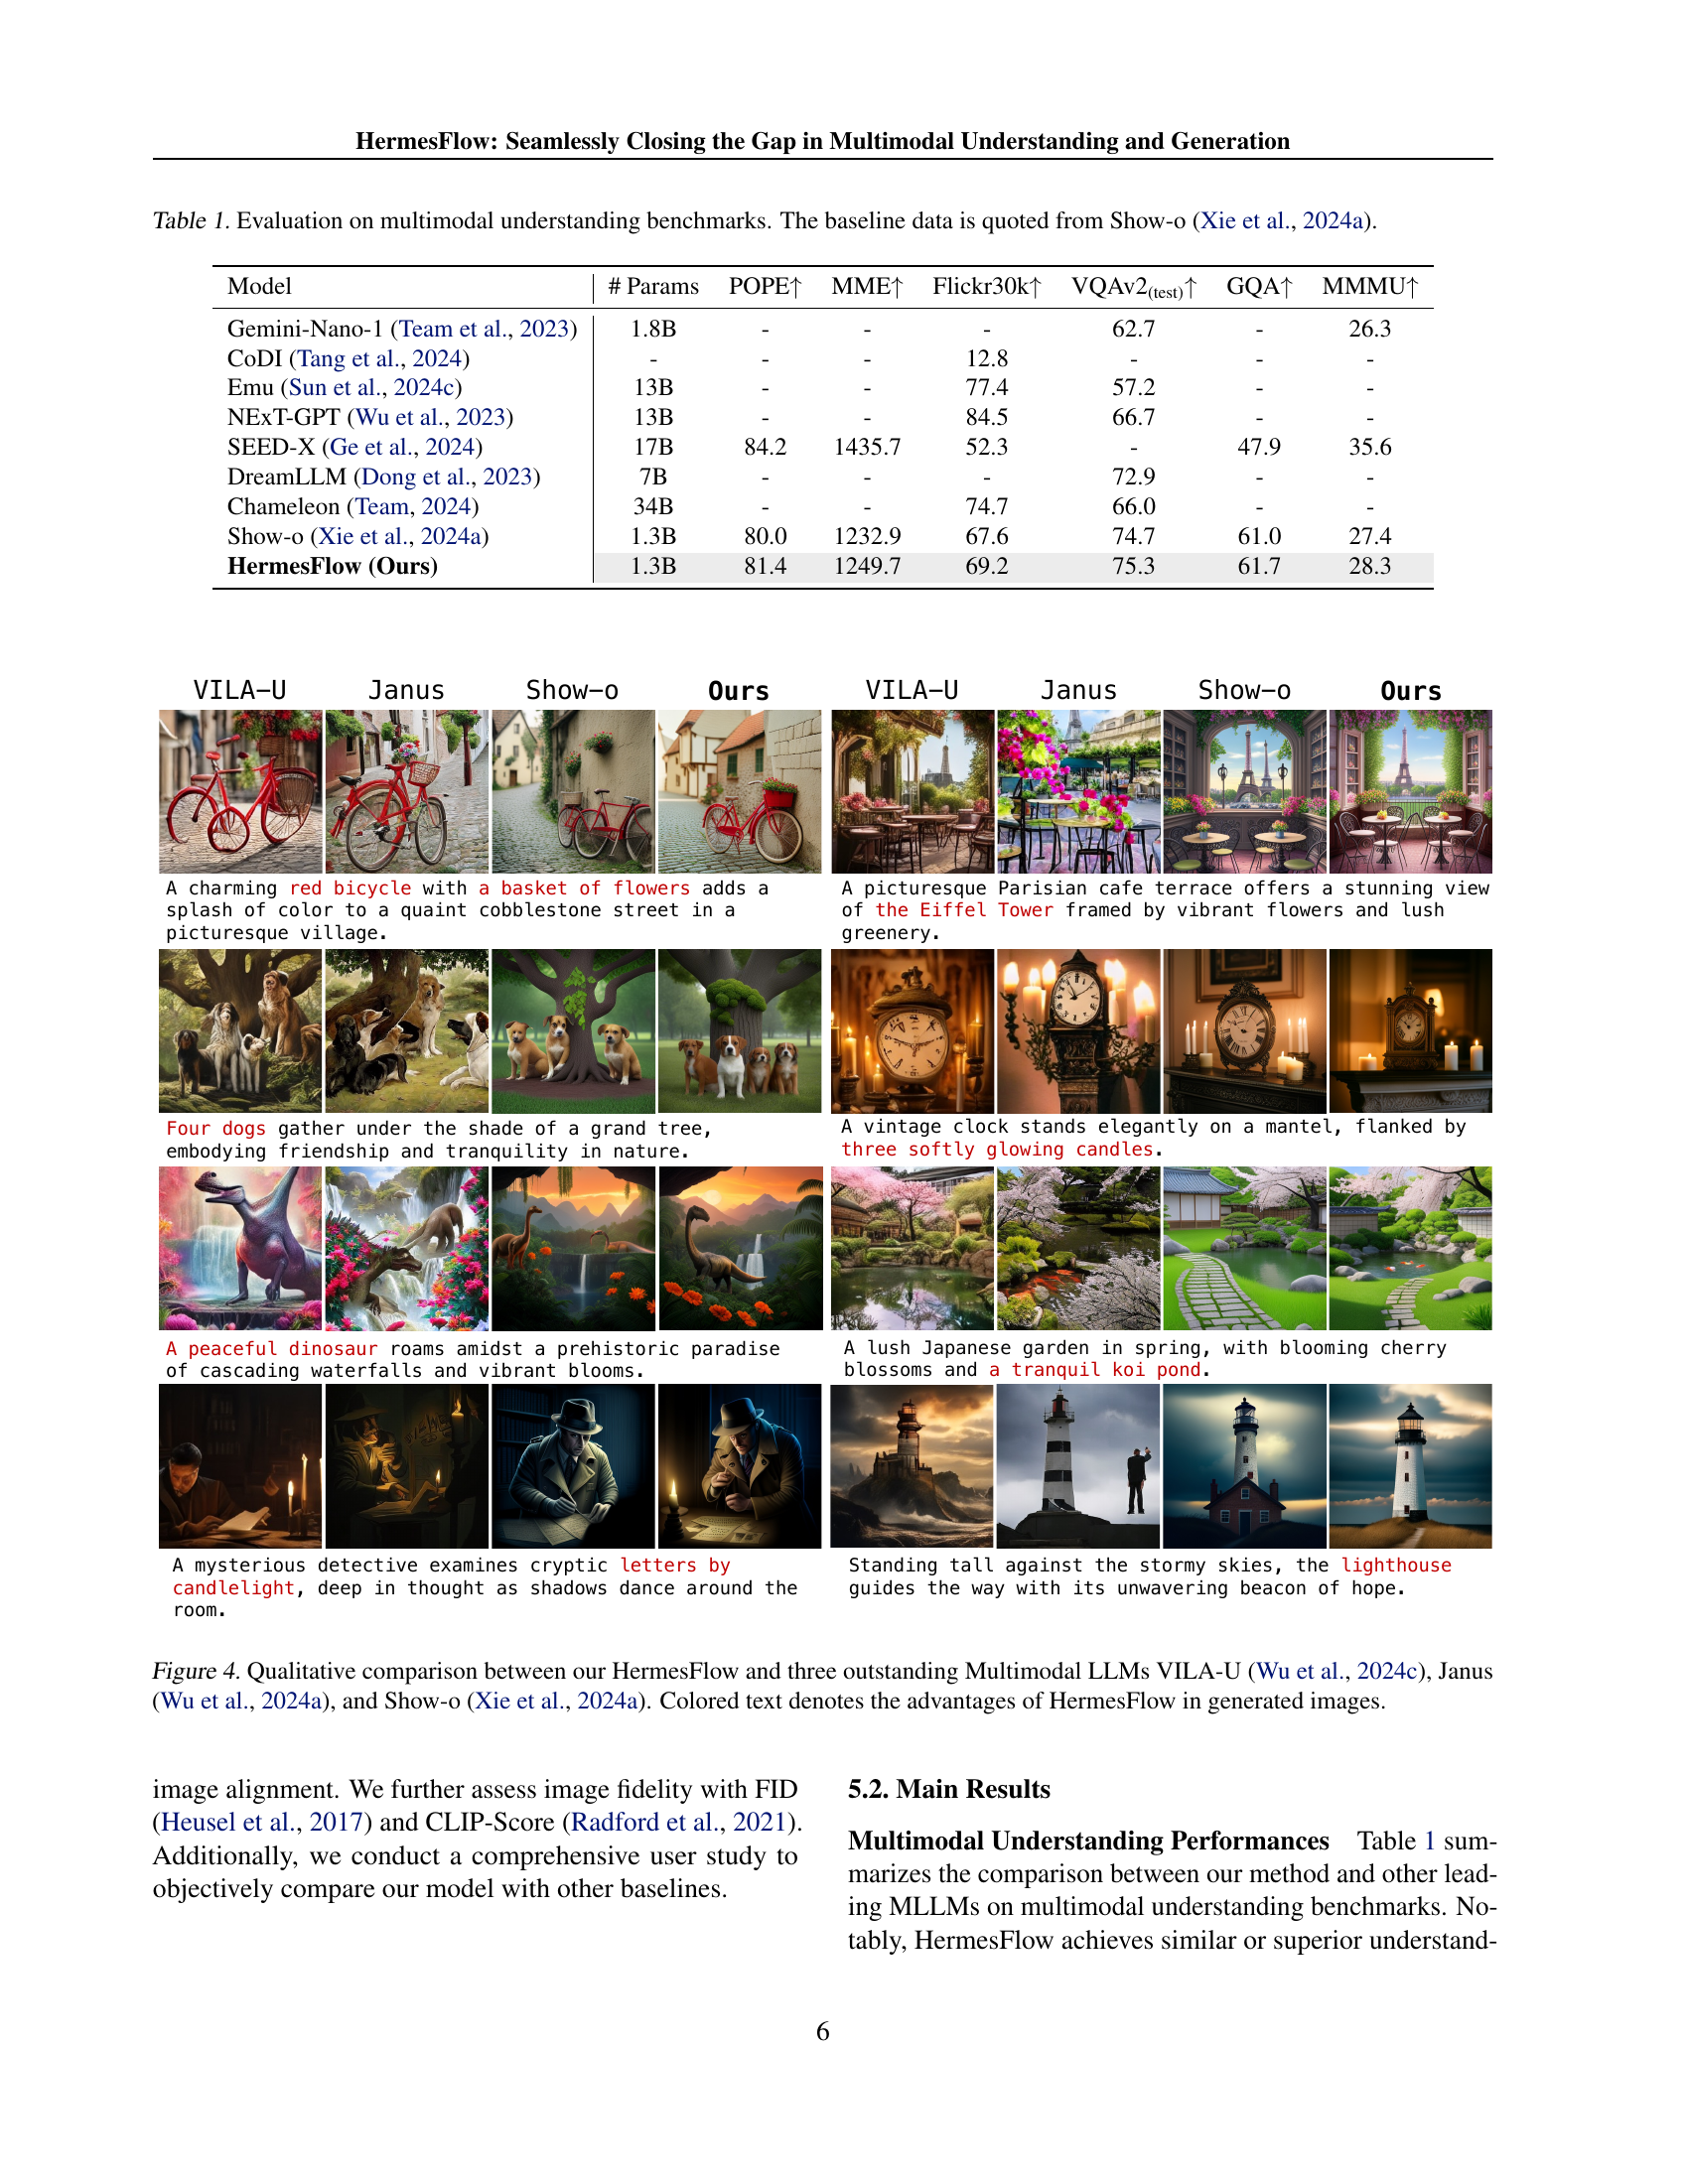 HermesFlow: Seamlessly Closing the Gap in Multimodal Understanding and Generation
Table 1. Evaluation on multimodal understanding benchmarks. The baseline data is quoted from Show-o (Xie et al., 2024a).
Model # Params POPE↑ MME↑ Flickr30k↑ VQAv2(test)↑ GQA↑ MMMU↑
Gemini-Nano-1 (Team et al., 2023) 1.8B - - - 62.7 - 26.3
CoDI (Tang et al., 2024) - - - 12.8 - - -
Emu (Sun et al., 2024c) 13B - - 77.4 57.2 - -
NExT-GPT (Wu et al., 2023) 13B - - 84.5 66.7 - -
SEED-X (Ge et al., 2024) 17B 84.2 1435.7 52.3 - 47.9 35.6
DreamLLM (Dong et al., 2023) 7B - - - 72.9 - -
Chameleon (Team, 2024) 34B - - 74.7 66.0 - -
Show-o (Xie et al., 2024a) 1.3B 80.0 1232.9 67.6 74.7 61.0 27.4
HermesFlow (Ours) 1.3B 81.4 1249.7 69.2 75.3 61.7 28.3
VILA-U Janus Show-o Ours VILA-U Janus Show-o Ours
A charming red bicycle with a basket of flowers adds a
splash of color to a quaint cobblestone street in a
picturesque village.
A picturesque Parisian cafe terrace offers a stunning view
of the Eiffel Tower framed by vibrant flowers and lush
greenery.
Four dogs gather under the shade of a grand tree,
embodying friendship and tranquility in nature.
A vintage clock stands elegantly on a mantel, flanked by
three softly glowing candles.
A peaceful dinosaur roams amidst a prehistoric paradise
of cascading waterfalls and vibrant blooms.
A lush Japanese garden in spring, with blooming cherry
blossoms and a tranquil koi pond.
A mysterious detective examines cryptic letters by
candlelight, deep in thought as shadows dance around the
room.
Standing tall against the stormy skies, the lighthouse
guides the way with its unwavering beacon of hope.
Figure 4. Qualitative comparison between our HermesFlow and three outstanding Multimodal LLMs VILA-U (Wu et al., 2024c), Janus
(Wu et al., 2024a), and Show-o (Xie et al., 2024a). Colored text denotes the advantages of HermesFlow in generated images.
image alignment. We further assess image fidelity with FID
(Heusel et al., 2017) and CLIP-Score (Radford et al., 2021).
Additionally, we conduct a comprehensive user study to
objectively compare our model with other baselines.
5.2. Main Results
Multimodal Understanding Performances Table 1 sum-
marizes the comparison between our method and other lead-
ing MLLMs on multimodal understanding benchmarks. No-
tably, HermesFlow achieves similar or superior understand-
6